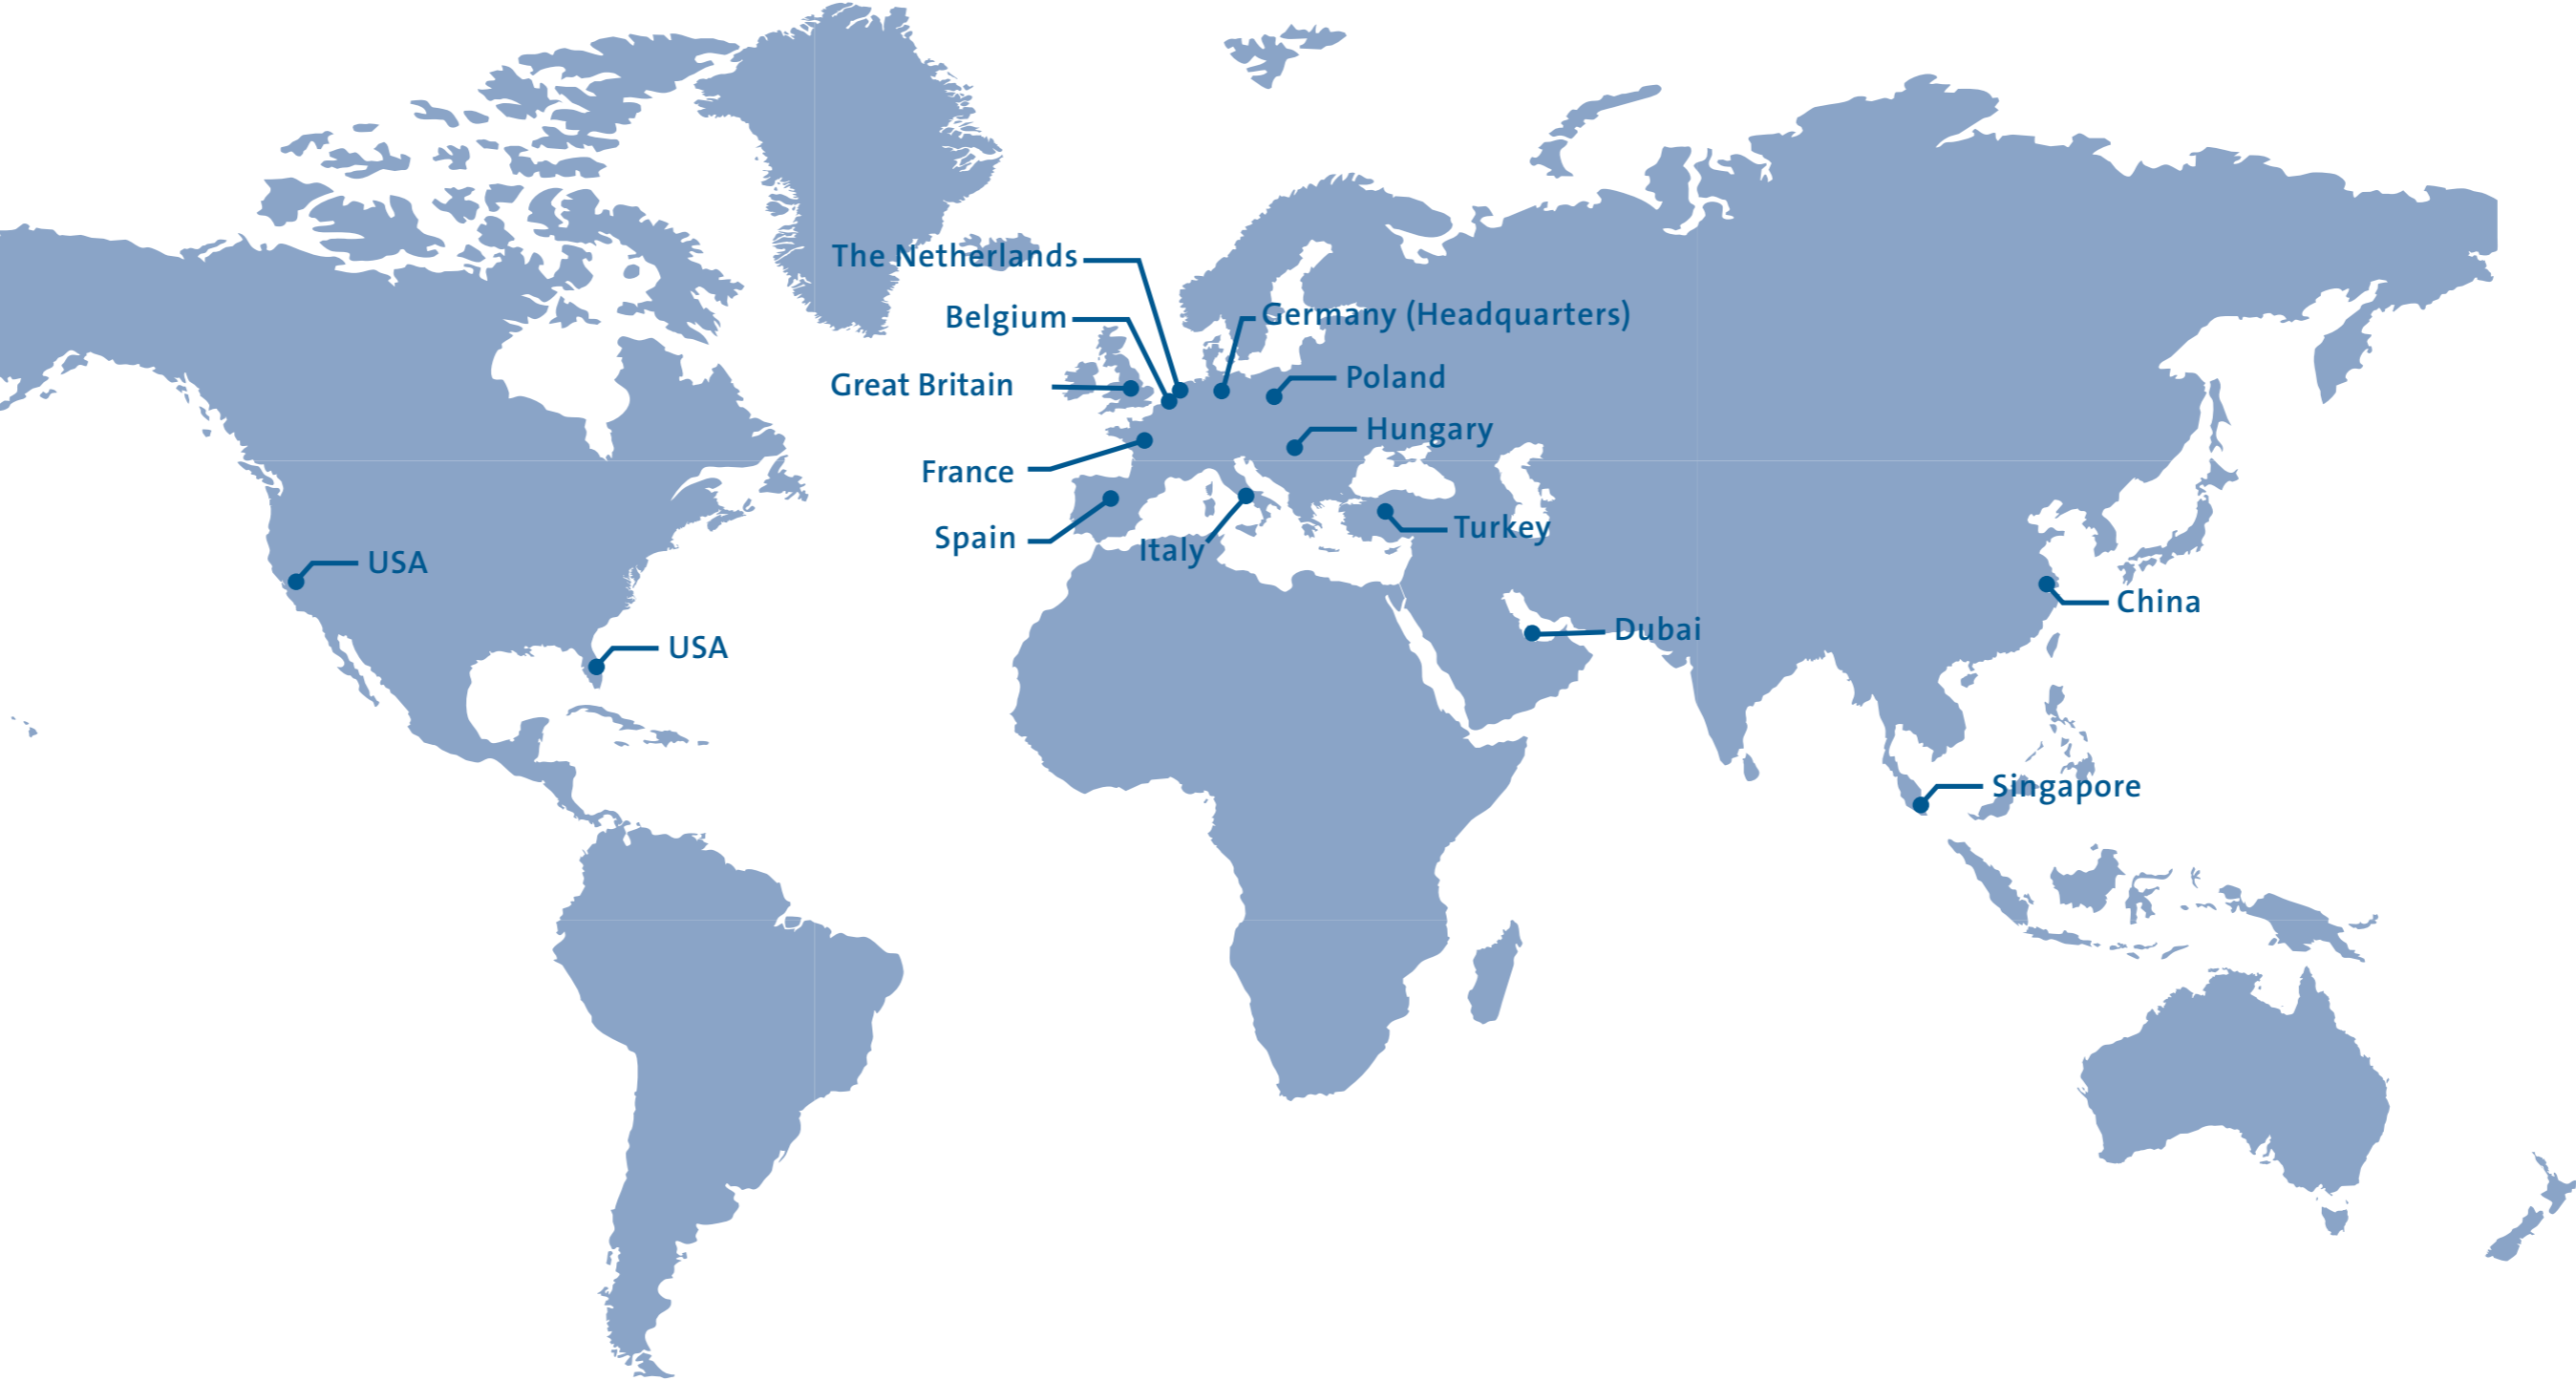 The Netherlands
Belgium
Germany (Headquarters)
Great Britain
Poland
Hungary
France
Spain
Italy
Turkey
USA
USA
China
Dubai
Singapore